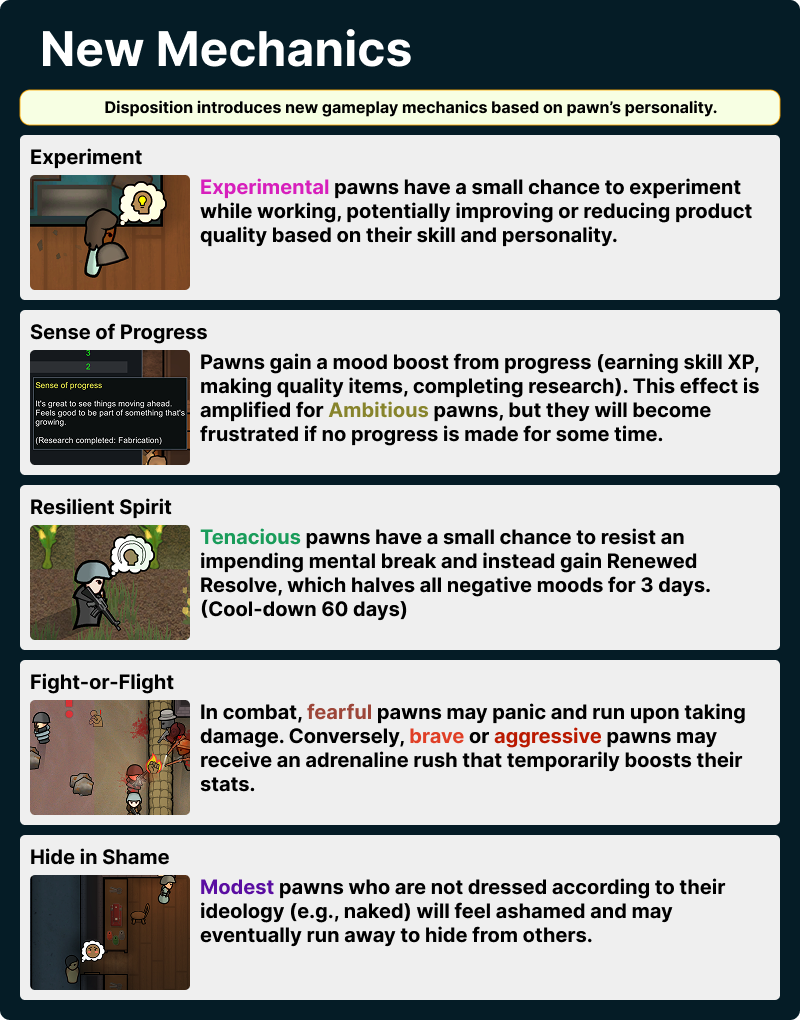 New Mechanics
Disposition introduces new gameplay mechanics based on pawn’s personality.
Experiment
Experimental pawns have a small chance to experiment
while working, potentially improving or reducing product
quality based on their skill and personality.
Sense of Progress
3
2
Sense of progress
It's great to see things moving ahead.
Feels good to be part of something that's
growing.
(Research completed: Fabrication)
Pawns gain a mood boost from progress (earning skill XP,
making quality items, completing research). This effect is
amplified for Ambitious pawns, but they will become
frustrated if no progress is made for some time.
Resilient Spirit
Tenacious pawns have a small chance to resist an
impending mental break and instead gain Renewed
Resolve, which halves all negative moods for 3 days.
(Cool-down 60 days)
Fight-or-Flight
In combat, fearful pawns may panic and run upon taking
damage. Conversely, brave or aggressive pawns may
receive an adrenaline rush that temporarily boosts their
stats.
Hide in Shame
Modest pawns who are not dressed according to their
ideology (e.g., naked) will feel ashamed and may
eventually run away to hide from others.